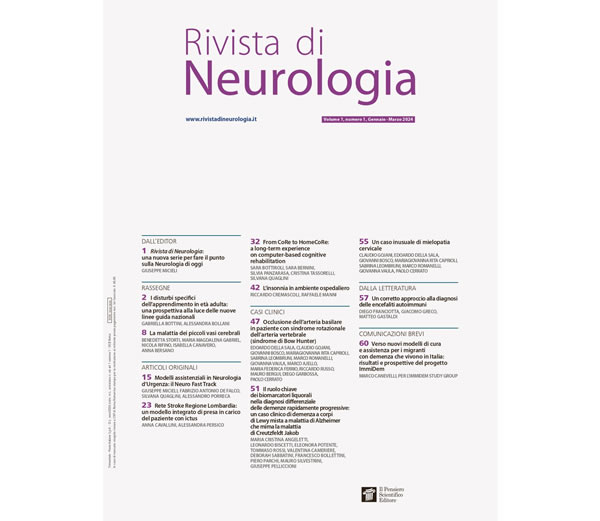 Rivista di
Neurologia
www.rivistadineurologia.it
Volume 1, numero 1, Gennaio - Marzo 2024
DALL'EDITOR
1 Rivista di Neurologia:
una nuova serie per fare il punto
sulla Neurologia di oggi
GIUSEPPE MICIELI
RASSEGNE
2 I disturbi specifici
dell'apprendimento in età adulta:
una prospettiva alla luce delle nuove
linee guida nazionali
GABRIELLA BOTTINI, ALESSANDRA BOLLANI
8 La malattia dei piccoli vasi cerebrali
BENEDETTA STORTI, MARIA MAGDALENA GABRIEL,
NICOLA RIFINO, ISABELLA CANAVERO,
ANNA BERSANO
ARTICOLI ORIGINALI
15 Modelli assistenziali in Neurologia
d'Urgenza: il Neuro Fast Track
GIUSEPPE MICIELI, FABRIZIO ANTONIO DE FALCO,
SILVANA QUAGLINI, ALESSANDRO PORRECA
23 Rete Stroke Regione Lombardia:
un modello integrato di presa in carico
del paziente con ictus
ANNA CAVALLINI, ALESSANDRA PERSICO
32 From CoRe to HomeCoRe:
a long-term experience
on computer-based cognitive
rehabilitation
SARA BOTTIROLI, SARA BERNINI,
SILVIA PANZARASA, CRISTINA TASSORELLI,
SILVANA QUAGLINI
42 L'insonnia in ambiente ospedaliero
RICCARDO CREMASCOLI, RAFFAELE MANNI
CASI CLINICI
47 Occlusione dell'arteria basilare
in paziente con sindrome rotazionale
dell'arteria vertebrale
(sindrome di Bow Hunter)
EDOARDO DELLA SALA, CLAUDIO GOJANI,
GIOVANNI BOSCO, MARIAGIOVANNA RITA CAPRIOLI,
SABRINA LEOMBRUNI, MARCO ROMANELLI,
GIOVANNA VAULA, MARCO AJELLO,
MARIA FEDERICA FERRIO, RICCARDO RUSSO,
MAURO BERGUI, DIEGO GARBOSSA,
PAOLO CERRATO
51 Il ruolo chiave
dei biomarcatori liquorali
nella diagnosi differenziale
delle demenze rapidamente progressive:
un caso clinico di demenza a corpi
di Lewy mista a malattia di Alzheimer
che mima la malattia
di Creutzfeldt Jakob
MARIA CRISTINA ANGELETTI,
LEONARDO BISCETTI, ELEONORA POTENTE,
TOMMASO ROSSI, VALENTINA CAMERIERE,
DEBORAH SABBATINI, FRANCESCO BOLLETTINI,
PIERO PARCHI, MAURO SILVESTRINI,
GIUSEPPE PELLICCIONI
55 Un caso inusuale di mielopatia
cervicale
CLAUDIO GOJANI, EDOARDO DELLA SALA,
GIOVANNI BOSCO, MARIAGIOVANNA RITA CAPRIOLI,
SABRINA LEOMBRUNI, MARCO ROMANELLI,
GIOVANNA VAULA, PAOLO CERRATO
DALLA LETTERATURA
57 Un corretto approccio alla diagnosi
delle encefaliti autoimmuni
DIEGO FRANCIOTTA, GIACOMO GRECO,
MATTEO GASTALDI
COMUNICAZIONI BREVI
60 Verso nuovi modelli di cura
e assistenza per i migranti
con demenza che vivono in Italia:
risultati e prospettive del progetto
ImmiDem
MARCO CANEVELLI, PER L'IMMIDEM STUDY GROUP
Il Pensiero
Scientifico
Editore